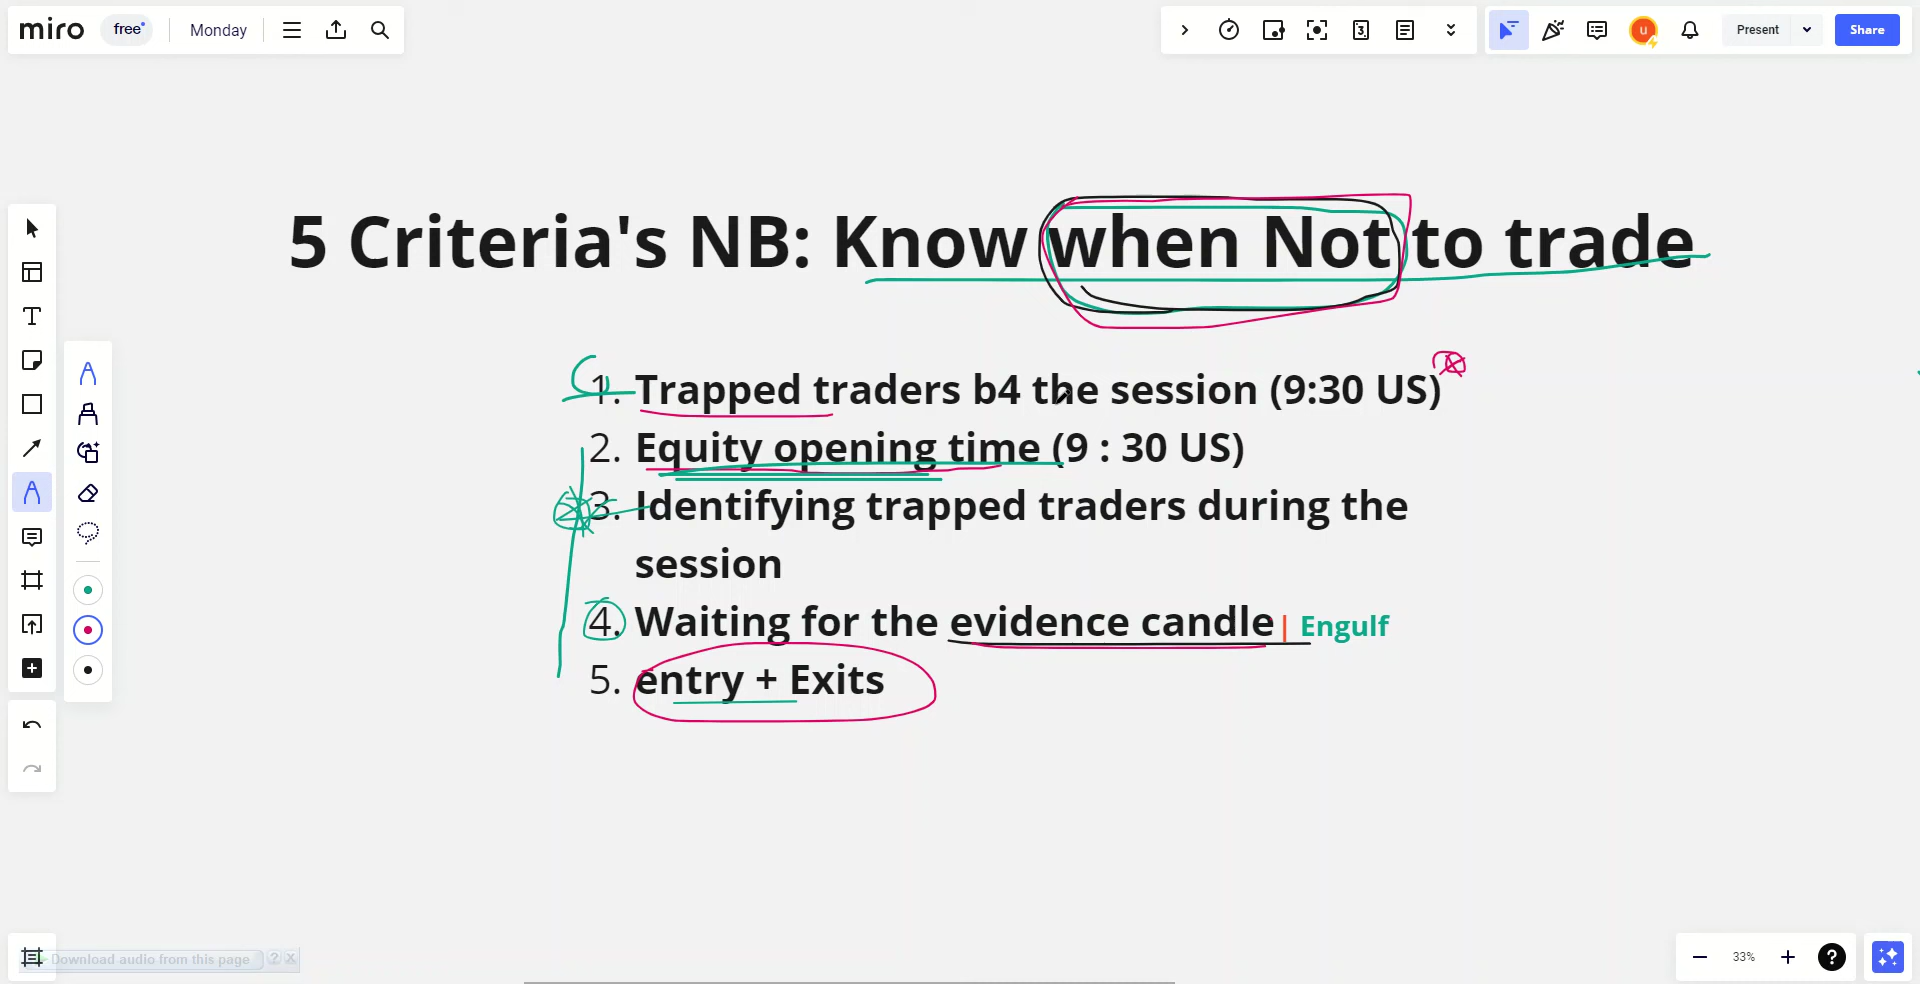 miro free Monday Present Share
5 Criteria's NB: Know when Not to trade
1. Trapped traders b4 the session (9:30 US)
2. Equity opening time (9 : 30 US)
3. Identifying trapped traders during the
session
4. Waiting for the evidence candle | Engulf
5. entry + Exits
Download audio from this page ? X
33% ?